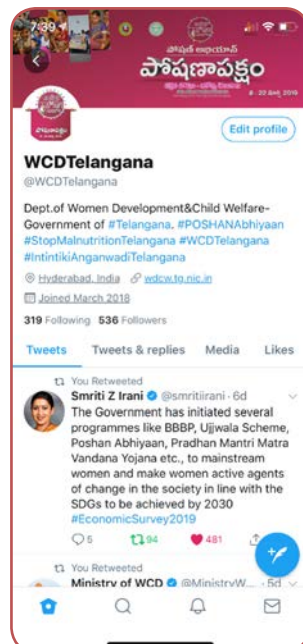 7:39
పోషణ్ అభియాన్
పోషణాపక్షం
8 - 22 మార్చి 2019
Edit profile
WCDTelangana
@WCDTelangana
Dept.of Women Development&Child Welfare-
Government of #Telangana. #POSHANAbhiyaan
#StopMalnutritionTelangana #WCDTelangana
#IntintikiAnganwadiTelangana
Hyderabad, India wdcw.tg.nic.in
Joined March 2018
319 Following 536 Followers
Tweets Tweets & replies Media Likes
You Retweeted
Smriti Z Irani @smritiirani · 6d
The Government has initiated several
programmes like BBBP, Ujjwala Scheme,
Poshan Abhiyaan, Pradhan Mantri Matra
Vandana Yojana etc., to mainstream
women and make women active agents
of change in the society in line with the
SDGs to be achieved by 2030
#EconomicSurvey2019
5 94 481
You Retweeted
Ministry of WCD @MinistryW... · 5d